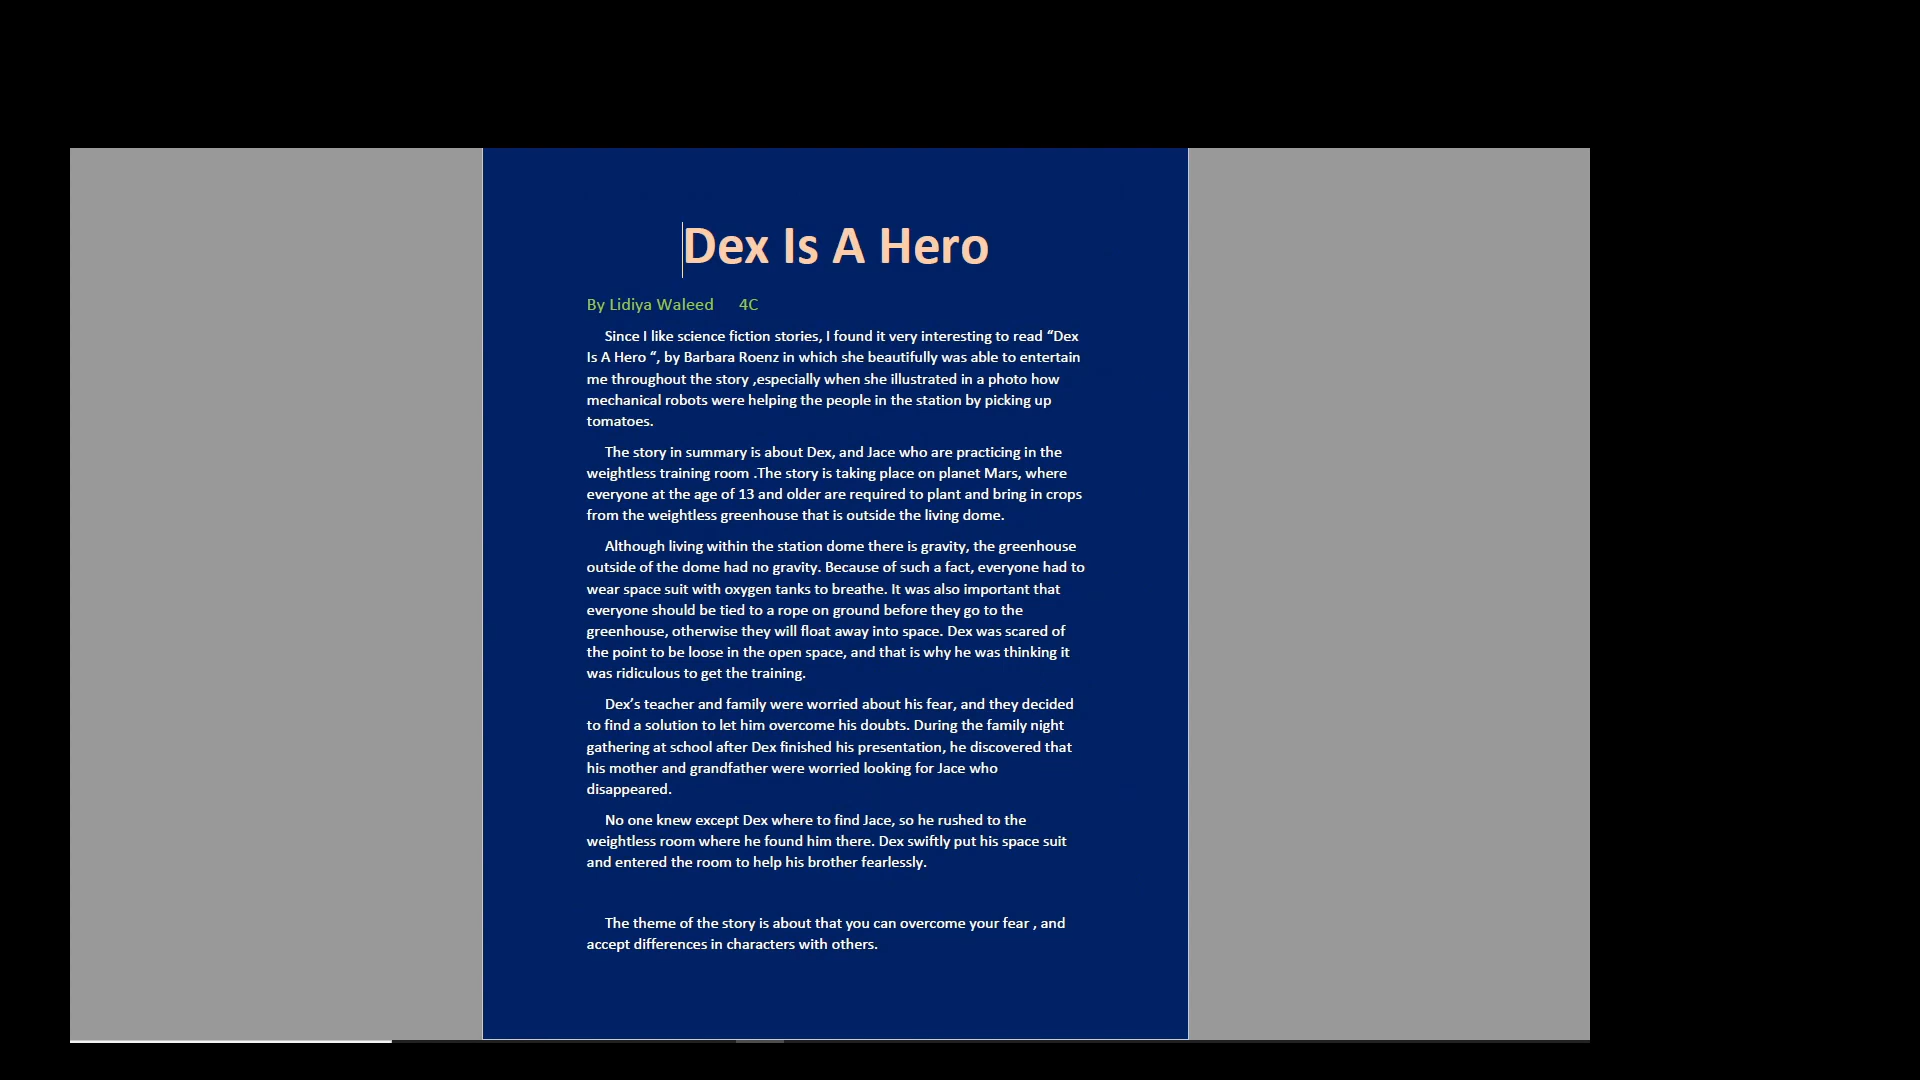 Dex Is A Hero
By Lidiya Waleed 4C
Since I like science fiction stories, I found it very interesting to read “Dex
Is A Hero “, by Barbara Roenz in which she beautifully was able to entertain
me throughout the story ,especially when she illustrated in a photo how
mechanical robots were helping the people in the station by picking up
tomatoes.
The story in summary is about Dex, and Jace who are practicing in the
weightless training room .The story is taking place on planet Mars, where
everyone at the age of 13 and older are required to plant and bring in crops
from the weightless greenhouse that is outside the living dome.
Although living within the station dome there is gravity, the greenhouse
outside of the dome had no gravity. Because of such a fact, everyone had to
wear space suit with oxygen tanks to breathe. It was also important that
everyone should be tied to a rope on ground before they go to the
greenhouse, otherwise they will float away into space. Dex was scared of
the point to be loose in the open space, and that is why he was thinking it
was ridiculous to get the training.
Dex’s teacher and family were worried about his fear, and they decided
to find a solution to let him overcome his doubts. During the family night
gathering at school after Dex finished his presentation, he discovered that
his mother and grandfather were worried looking for Jace who
disappeared.
No one knew except Dex where to find Jace, so he rushed to the
weightless room where he found him there. Dex swiftly put his space suit
and entered the room to help his brother fearlessly.
The theme of the story is about that you can overcome your fear , and
accept differences in characters with others.